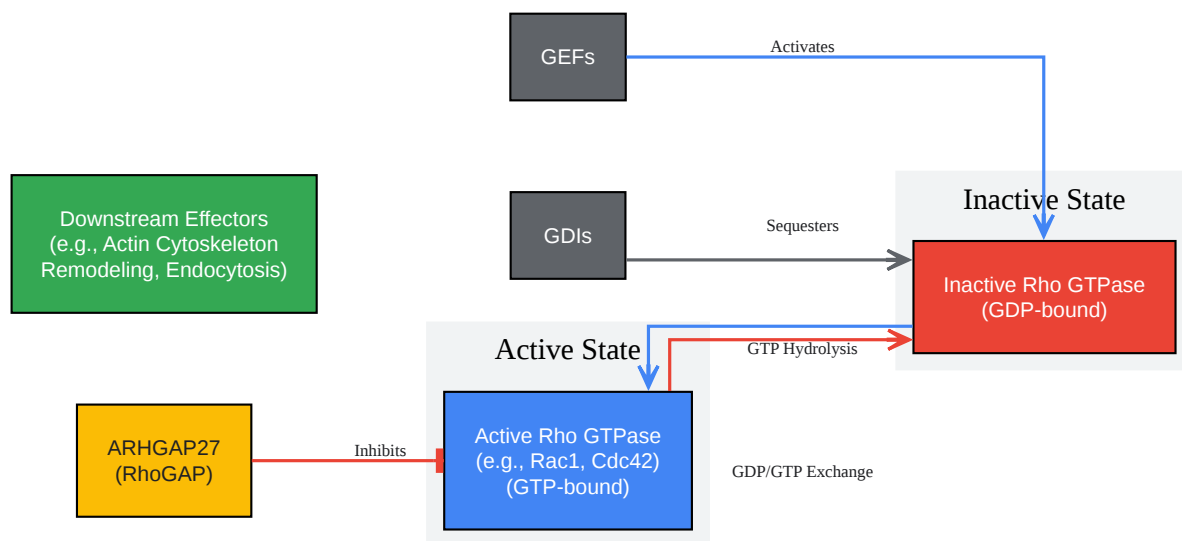 GEFs
Activates
Downstream Effectors
(e.g., Actin Cytoskeleton
Remodeling, Endocytosis)
GDIs
Sequesters
Inactive State
Inactive Rho GTPase
(GDP-bound)
Active State
GTP Hydrolysis
ARHGAP27
(RhoGAP)
Inhibits
Active Rho GTPase
(e.g., Rac1, Cdc42)
(GTP-bound)
GDP/GTP Exchange